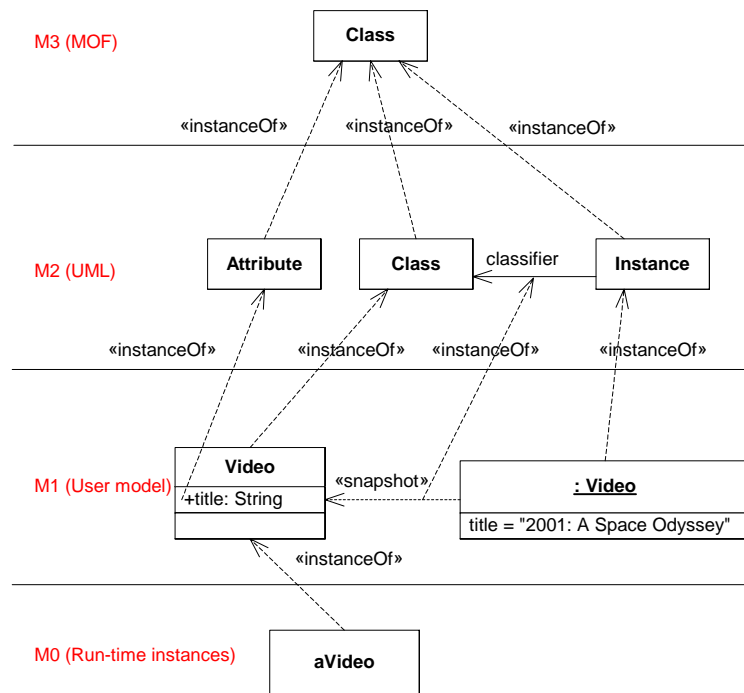 M3 (MOF)
Class
«instanceOf» «instanceOf» «instanceOf»
M2 (UML)
Attribute
Class
classifier
Instance
«instanceOf» «instanceOf» «instanceOf» «instanceOf»
M1 (User model)
Video
+title: String
«snapshot»
: Video
title = "2001: A Space Odyssey"
«instanceOf»
M0 (Run-time instances)
aVideo